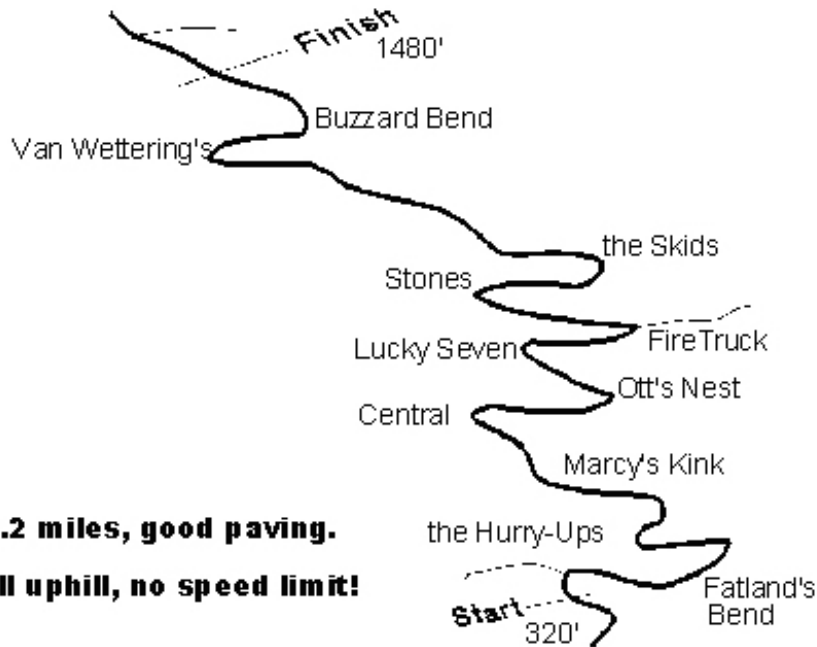 Finish
1480'
Buzzard Bend
Van Wettering's
the Skids
Stones
FireTruck
Lucky Seven
Ott's Nest
Central
Marcy's Kink
.2 miles, good paving.
the Hurry-Ups
ll uphill, no speed limit!
Fatland's
Bend
Start
320'